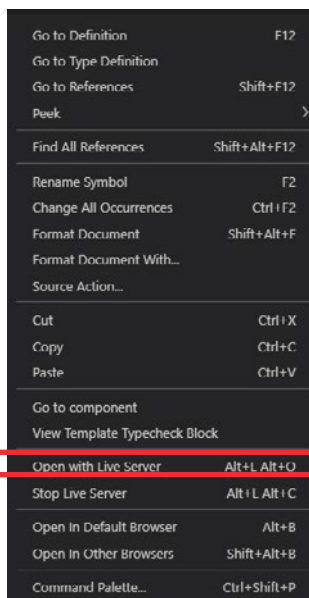 Go to Definition F12
Go to Type Definition
Go to References Shift+F12
Peek
Find All References Shift+Alt+F12
Rename Symbol F2
Change All Occurrences Ctrl+F2
Format Document Shift+Alt+F
Format Document With...
Source Action...
Cut Ctrl+X
Copy Ctrl+C
Paste Ctrl+V
Go to component
View Template Typecheck Block
Open with Live Server Alt+L Alt+O
Stop Live Server Alt+L Alt+C
Open In Default Browser Alt+B
Open In Other Browsers Shift+Alt+B
Command Palette... Ctrl+Shift+P